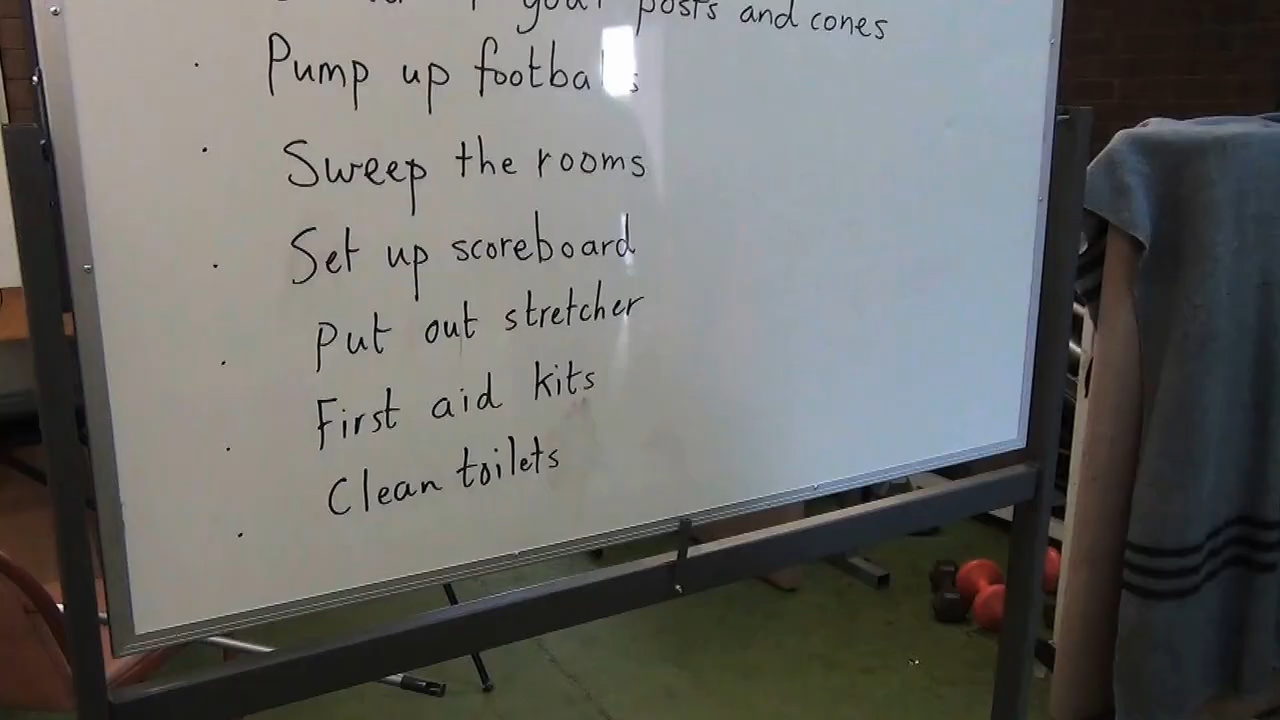 your posts and cones
Pump up footballs
Sweep the rooms
Set up scoreboard
Put out stretcher
First aid kits
Clean toilets